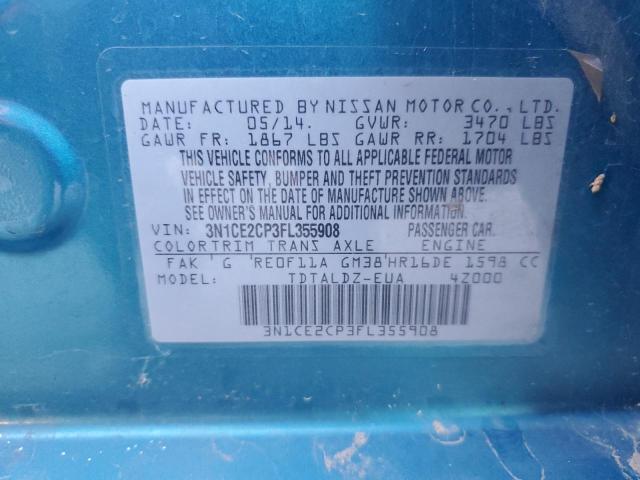 MANUFACTURED BY NISSAN MOTOR CO., LTD.
DATE: 05/14. GVWR: 3470 LBS
GAWR FR: 1867 LBS GAWR RR: 1704 LBS
THIS VEHICLE CONFORMS TO ALL APPLICABLE FEDERAL MOTOR
VEHICLE SAFETY, BUMPER AND THEFT PREVENTION STANDARDS
IN EFFECT ON THE DATE OF MANUFACTURE SHOWN ABOVE.
SEE OWNER'S MANUAL FOR ADDITIONAL INFORMATION
VIN: 3N1CE2CP3FL355908 PASSENGER CAR.
COLOR TRIM TRANS AXLE ENGINE
FAK ' G 'RE0F11A GM38'HR16DE 1598 CC
MODEL: TDTALDZ-EUA 4Z000
3N1CE2CP3FL355908